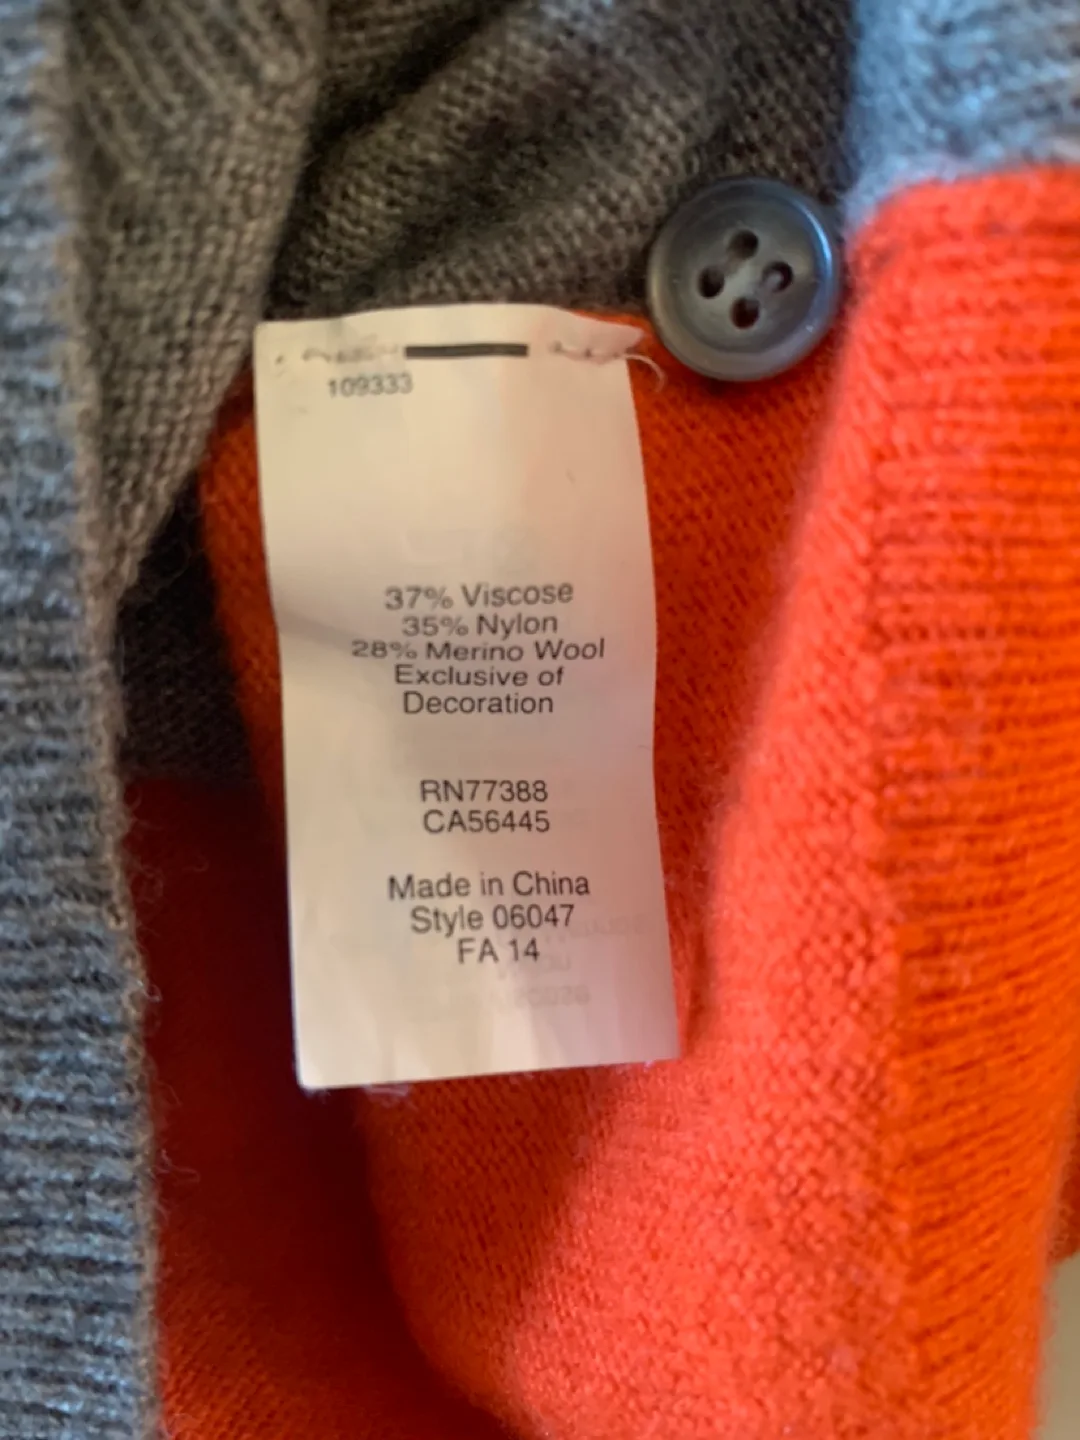 109333
37% Viscose
35% Nylon
28% Merino Wool
Exclusive of
Decoration
RN77388
CA56445
Made in China
Style 06047
FA 14